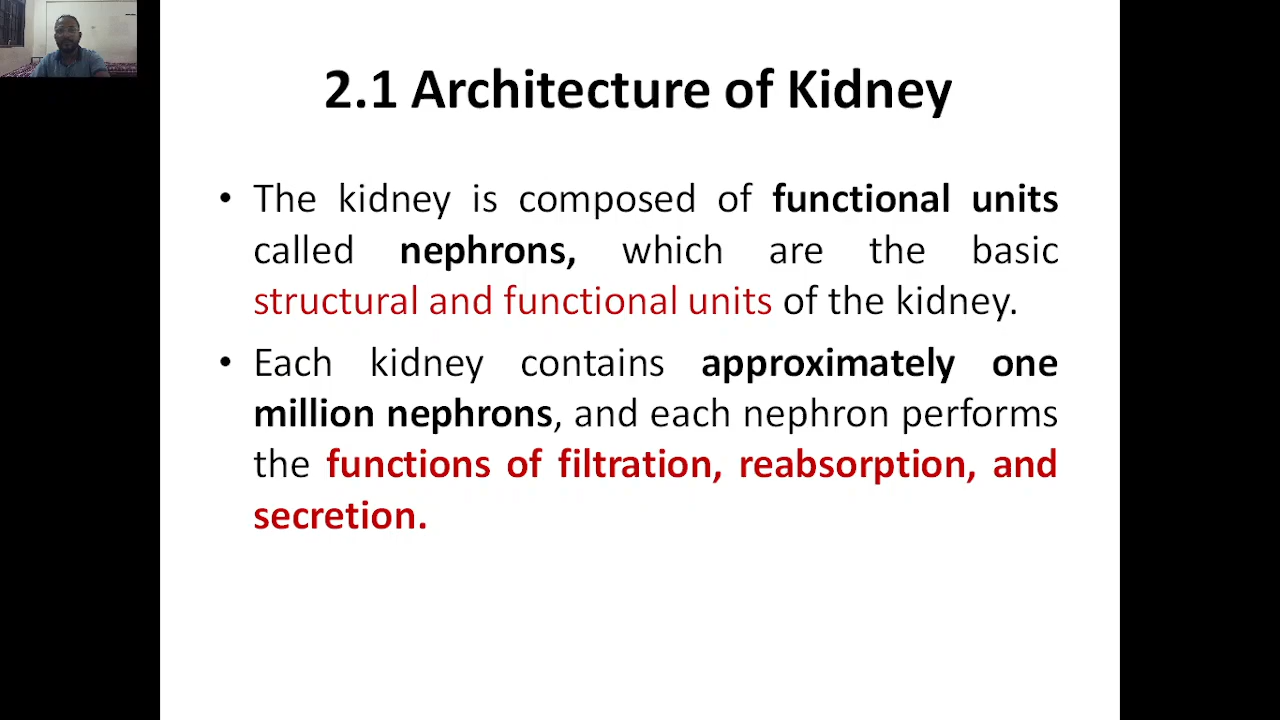 2.1 Architecture of Kidney
• The kidney is composed of functional units
called nephrons, which are the basic
structural and functional units of the kidney.
• Each kidney contains approximately one
million nephrons, and each nephron performs
the functions of filtration, reabsorption, and
secretion.